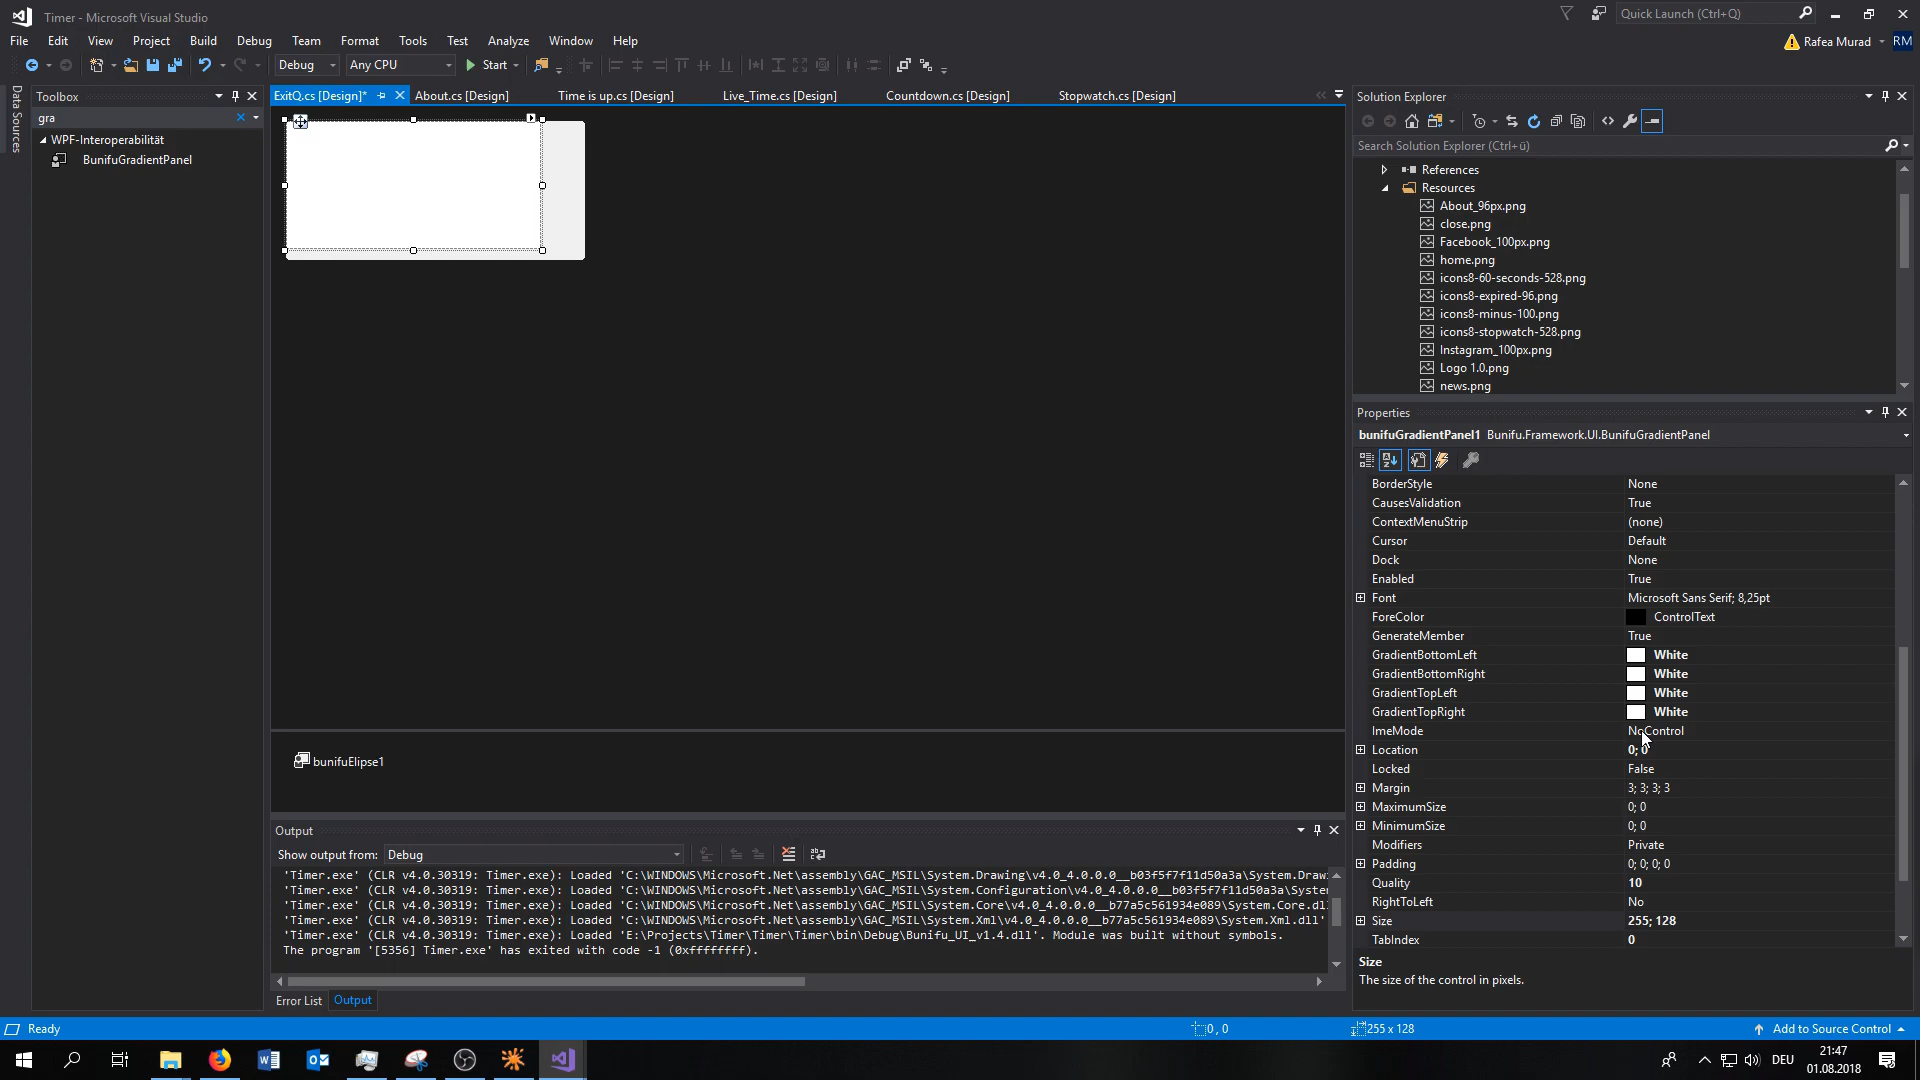 Timer - Microsoft Visual Studio
Quick Launch (Ctrl+Q)
File Edit View Project Build Debug Team Format Tools Test Analyze Window Help
Rafea Murad RM
Debug Any CPU Start
Data Sources
Toolbox
gra
WPF-Interoperabilität
BunifuGradientPanel
ExitQ.cs [Design]* About.cs [Design] Time is up.cs [Design] Live_Time.cs [Design] Countdown.cs [Design] Stopwatch.cs [Design]
bunifuElipse1
Output
Show output from: Debug
'Timer.exe' (CLR v4.0.30319: Timer.exe): Loaded 'C:\WINDOWS\Microsoft.Net\assembly\GAC_MSIL\System.Drawing\v4.0_4.0.0.0__b03f5f7f11d50a3a\System.Draw
'Timer.exe' (CLR v4.0.30319: Timer.exe): Loaded 'C:\WINDOWS\Microsoft.Net\assembly\GAC_MSIL\System.Configuration\v4.0_4.0.0.0__b03f5f7f11d50a3a\System
'Timer.exe' (CLR v4.0.30319: Timer.exe): Loaded 'C:\WINDOWS\Microsoft.Net\assembly\GAC_MSIL\System.Core\v4.0_4.0.0.0__b77a5c561934e089\System.Core.dl
'Timer.exe' (CLR v4.0.30319: Timer.exe): Loaded 'C:\WINDOWS\Microsoft.Net\assembly\GAC_MSIL\System.Xml\v4.0_4.0.0.0__b77a5c561934e089\System.Xml.dll'
'Timer.exe' (CLR v4.0.30319: Timer.exe): Loaded 'E:\Projects\Timer\Timer\Timer\bin\Debug\Bunifu_UI_v1.4.dll'. Module was built without symbols.
The program '[5356] Timer.exe' has exited with code -1 (0xffffffff).
Error List Output
Solution Explorer
Search Solution Explorer (Ctrl+ü)
References
Resources
About_96px.png
close.png
Facebook_100px.png
home.png
icons8-60-seconds-528.png
icons8-expired-96.png
icons8-minus-100.png
icons8-stopwatch-528.png
Instagram_100px.png
Logo 1.0.png
news.png
Properties
bunifuGradientPanel1 Bunifu.Framework.UI.BunifuGradientPanel
BorderStyle None
CausesValidation True
ContextMenuStrip (none)
Cursor Default
Dock None
Enabled True
Font Microsoft Sans Serif; 8,25pt
ForeColor ControlText
GenerateMember True
GradientBottomLeft White
GradientBottomRight White
GradientTopLeft White
GradientTopRight White
ImeMode NoControl
Location 0; 0
Locked False
Margin 3; 3; 3; 3
MaximumSize 0; 0
MinimumSize 0; 0
Modifiers Private
Padding 0; 0; 0; 0
Quality 10
RightToLeft No
Size 255; 128
TabIndex 0
Size
The size of the control in pixels.
Ready 0 , 0 255 x 128 Add to Source Control
DEU 21:47
01.08.2018